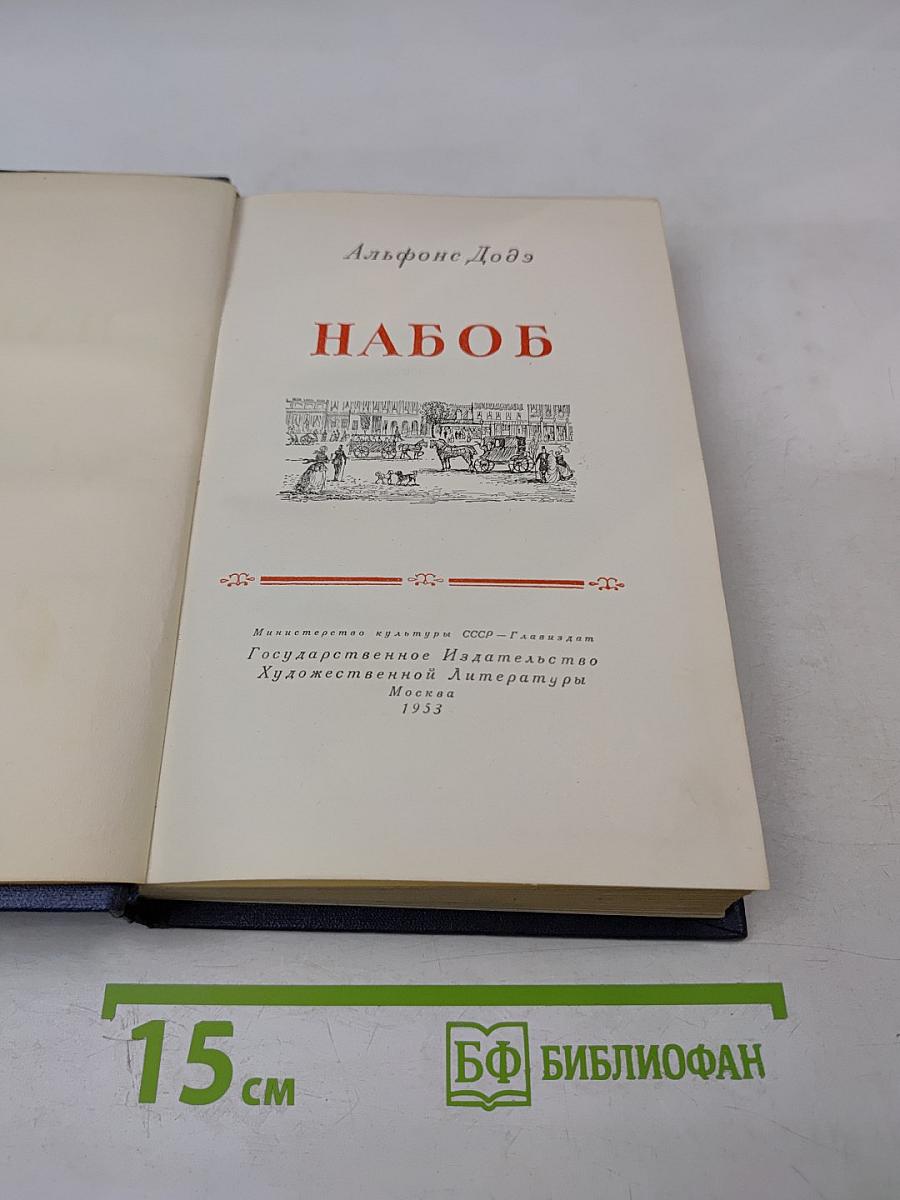 Альфонс Додэ
НАБОБ
Министерство культуры СССР — Главиздат
Государственное Издательство
Художественной Литературы
Москва
1953
15 см
БФ БИБЛИОФАН